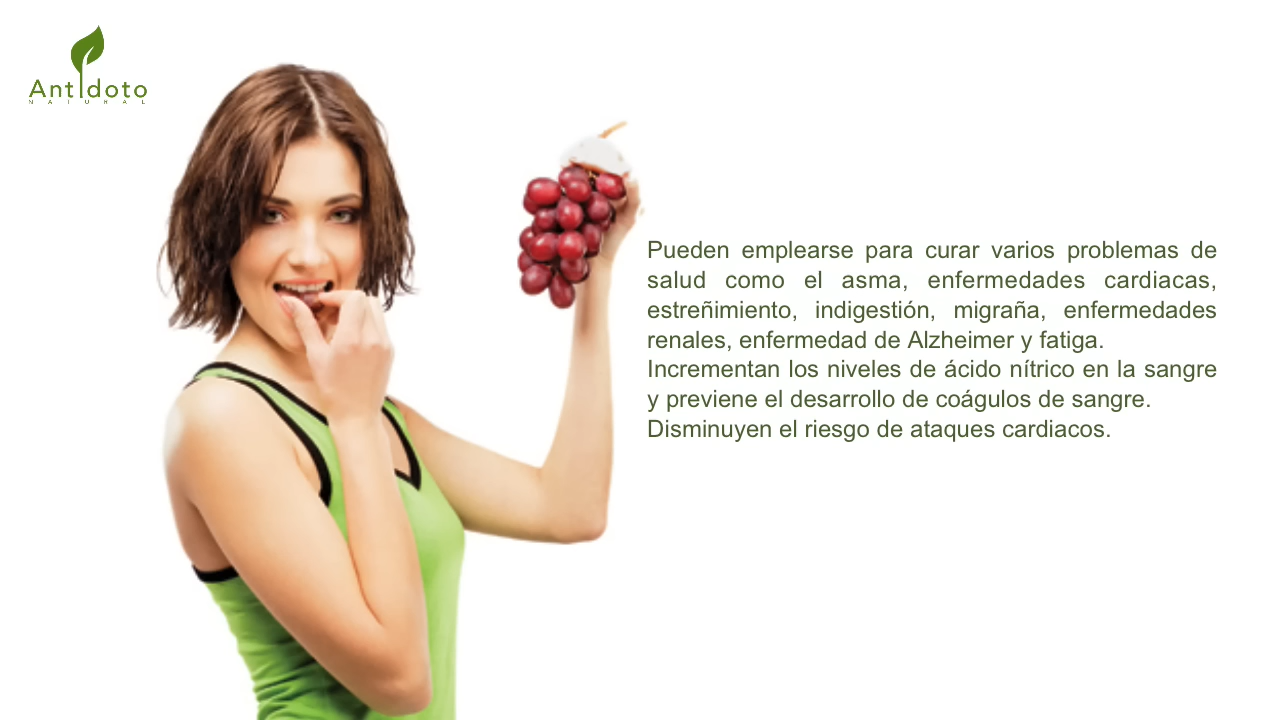 Antidoto
NATURAL
Pueden emplearse para curar varios problemas de
salud como el asma, enfermedades cardiacas,
estreñimiento, indigestión, migraña, enfermedades
renales, enfermedad de Alzheimer y fatiga.
Incrementan los niveles de ácido nítrico en la sangre
y previene el desarrollo de coágulos de sangre.
Disminuyen el riesgo de ataques cardiacos.